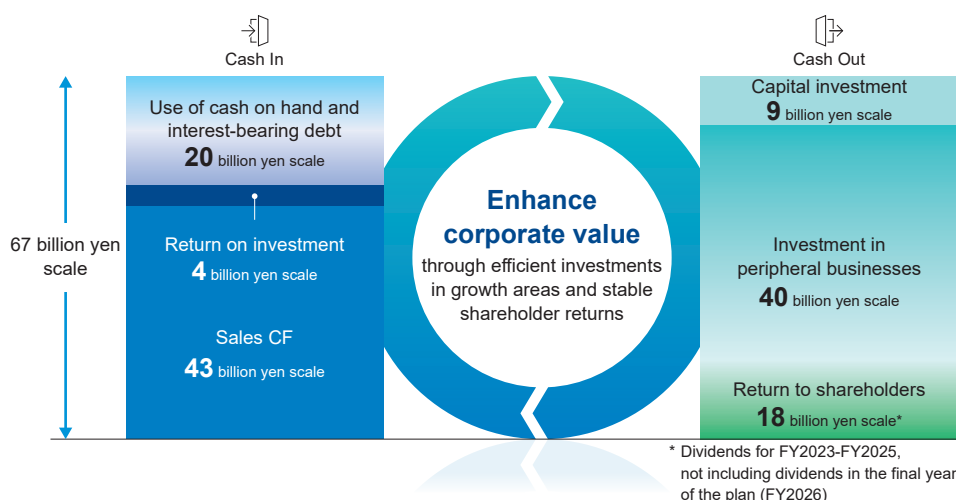 Cash In
Use of cash on hand and
interest-bearing debt
20 billion yen scale
67 billion yen
scale
Return on investment
4 billion yen scale
Sales CF
43 billion yen scale
Enhance
corporate value
through efficient investments
in growth areas and stable
shareholder returns
Cash Out
Capital investment
9 billion yen scale
Investment in
peripheral businesses
40 billion yen scale
Return to shareholders
18 billion yen scale*
* Dividends for FY2023-FY2025,
not including dividends in the final year
of the plan (FY2026)